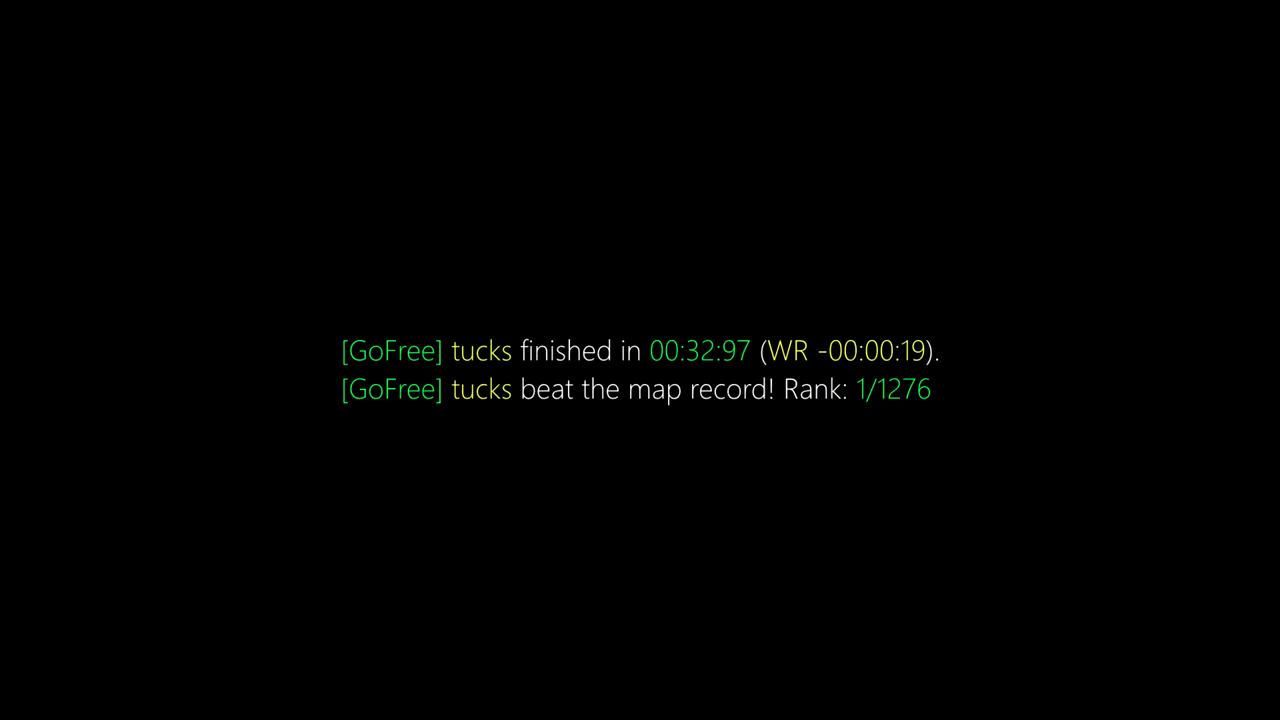 [GoFree] tucks finished in 00:32:97 (WR -00:00:19).
[GoFree] tucks beat the map record! Rank: 1/1276